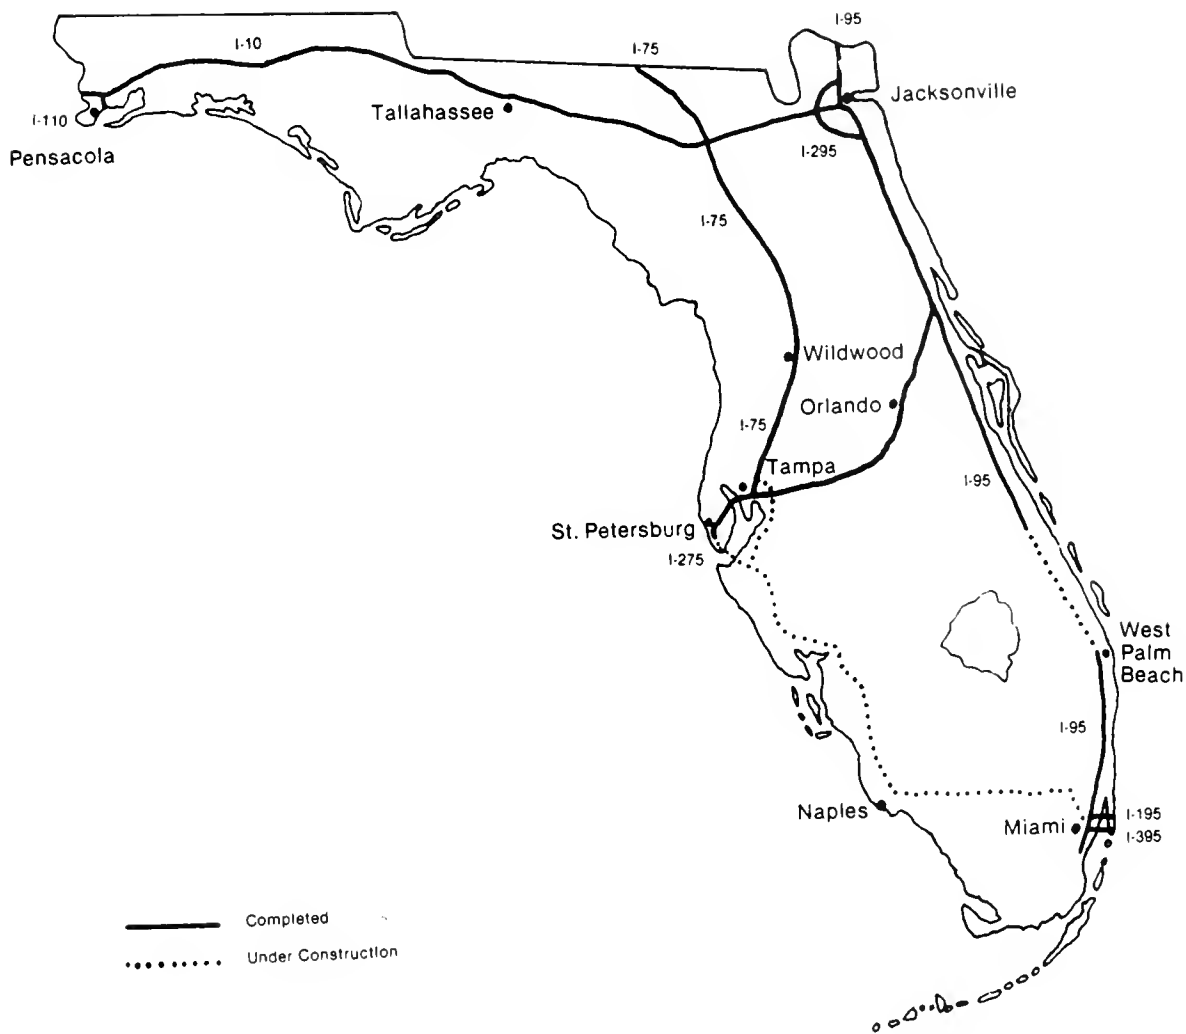 I-95
I-10
I-75
Jacksonville
Tallahassee
I-110
I-295
Pensacola
I-75
Wildwood
Orlando
I-75
Tampa
I-95
St. Petersburg
I-275
West
Palm
Beach
I-95
Naples
Miami
I-195
I-395
Completed
Under Construction